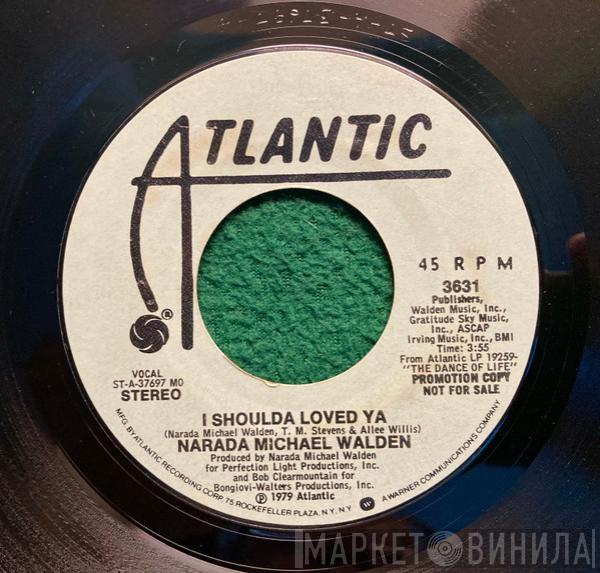 ATLANTIC
®
45 RPM
3631
Publishers,
Walden Music, Inc.,
Gratitude Sky Music,
Inc., ASCAP
Irving Music, Inc., BMI
Time: 3:55
From Atlantic LP 19259-
"THE DANCE OF LIFE"
PROMOTION COPY
NOT FOR SALE
VOCAL
ST-A-37697 MO
STEREO
I SHOULDA LOVED YA
(Narada Michael Walden, T. M. Stevens & Allee Willis)
NARADA MICHAEL WALDEN
Produced by Narada Michael Walden
for Perfection Light Productions, Inc.
and Bob Clearmountain for
Bongiovi-Walters Productions, Inc.
℗ 1979 Atlantic
MFG. BY ATLANTIC RECORDING CORP. 75 ROCKEFELLER PLAZA, N.Y., N.Y. W A WARNER COMMUNICATIONS COMPANY
МАРКЕТ ВИНИЛА